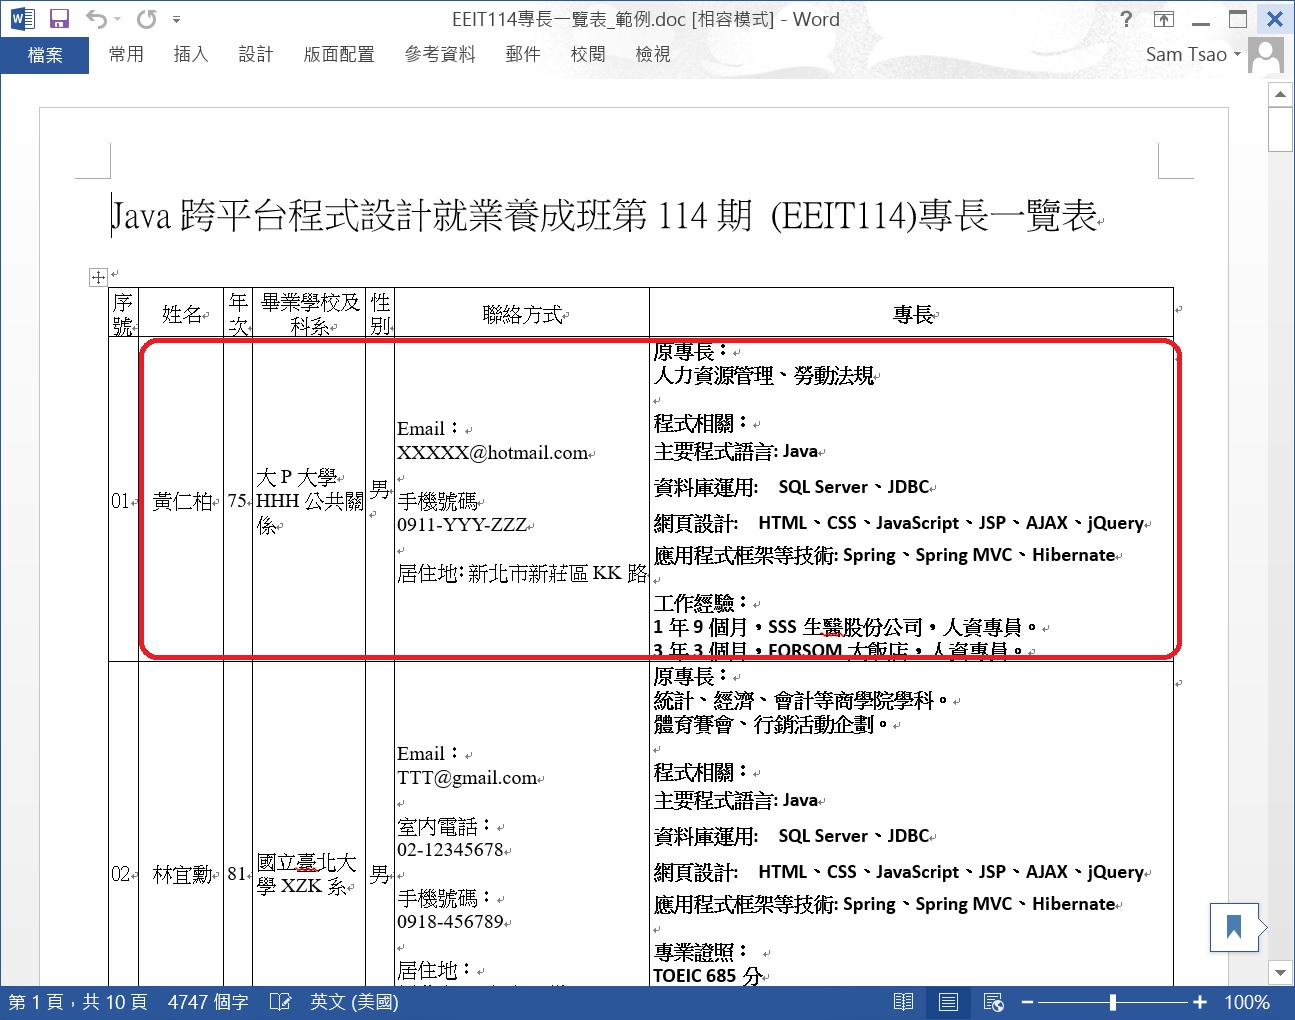 EEIT114專長一覽表_範例.doc [相容模式] - Word
檔案 常用 插入 設計 版面配置 參考資料 郵件 校閱 檢視
Sam Tsao
Java 跨平台程式設計就業養成班第 114 期 (EEIT114)專長一覽表
序號 姓名 年次 畢業學校及科系 性別 聯絡方式 專長
01 黃仁柏 75
大 P 大學
HHH 公共關
係
男
Email：
XXXXX@hotmail.com
手機號碼
0911-YYY-ZZZ
居住地: 新北市新莊區 KK 路
原專長：
人力資源管理、勞動法規
程式相關：
主要程式語言: Java
資料庫運用: SQL Server、JDBC
網頁設計: HTML、CSS、JavaScript、JSP、AJAX、jQuery
應用程式框架等技術: Spring、Spring MVC、Hibernate
工作經驗：
1 年 9 個月，SSS 生醫股份公司，人資專員。
3 年 3 個月，FORSOM 大飯店，人資專員。
02 林宜勳 81
國立臺北大
學 XZK 系
男
Email：
TTT@gmail.com
室內電話：
02-12345678
手機號碼：
0918-456789
居住地：
原專長：
統計、經濟、會計等商學院學科。
體育賽會、行銷活動企劃。
程式相關：
主要程式語言: Java
資料庫運用: SQL Server、JDBC
網頁設計: HTML、CSS、JavaScript、JSP、AJAX、jQuery
應用程式框架等技術: Spring、Spring MVC、Hibernate
專業證照：
TOEIC 685 分
第 1 頁，共 10 頁 4747 個字 英文 (美國) 100%